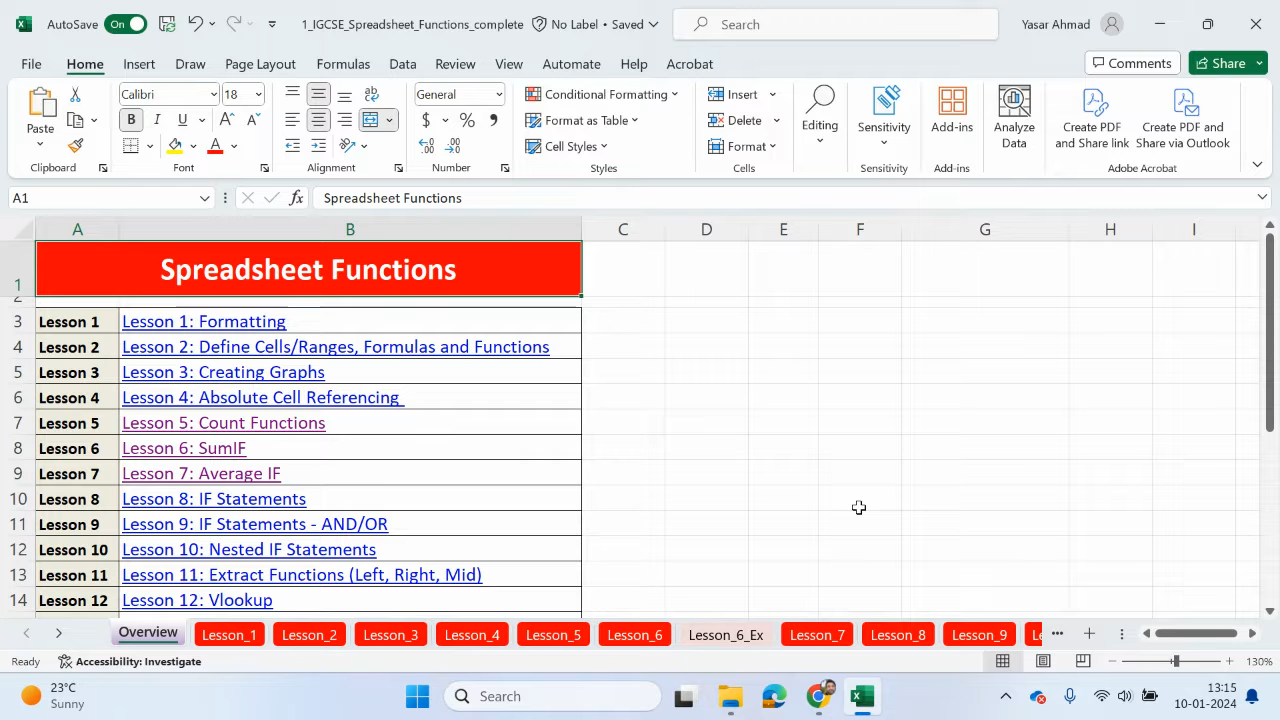 AutoSave On 1_IGCSE_Spreadsheet_Functions_complete No Label • Saved Search Yasar Ahmad
File Home Insert Draw Page Layout Formulas Data Review View Automate Help Acrobat Comments Share
Paste Calibri 18 General Conditional Formatting Insert Editing Sensitivity Add-ins Analyze Data Create PDF and Share link Create PDF and Share via Outlook
B I U $ % Format as Table Delete
A Cell Styles Format
Clipboard Font Alignment Number Styles Cells Sensitivity Add-ins Adobe Acrobat
A1 fx Spreadsheet Functions
A B C D E F G H I
1 Spreadsheet Functions
2
3 Lesson 1 Lesson 1: Formatting
4 Lesson 2 Lesson 2: Define Cells/Ranges, Formulas and Functions
5 Lesson 3 Lesson 3: Creating Graphs
6 Lesson 4 Lesson 4: Absolute Cell Referencing
7 Lesson 5 Lesson 5: Count Functions
8 Lesson 6 Lesson 6: SumIF
9 Lesson 7 Lesson 7: Average IF
10 Lesson 8 Lesson 8: IF Statements
11 Lesson 9 Lesson 9: IF Statements - AND/OR
12 Lesson 10 Lesson 10: Nested IF Statements
13 Lesson 11 Lesson 11: Extract Functions (Left, Right, Mid)
14 Lesson 12 Lesson 12: Vlookup
Overview Lesson_1 Lesson_2 Lesson_3 Lesson_4 Lesson_5 Lesson_6 Lesson_6_Ex Lesson_7 Lesson_8 Lesson_9
Ready Accessibility: Investigate 130%
23°C Search 13:15
Sunny 10-01-2024